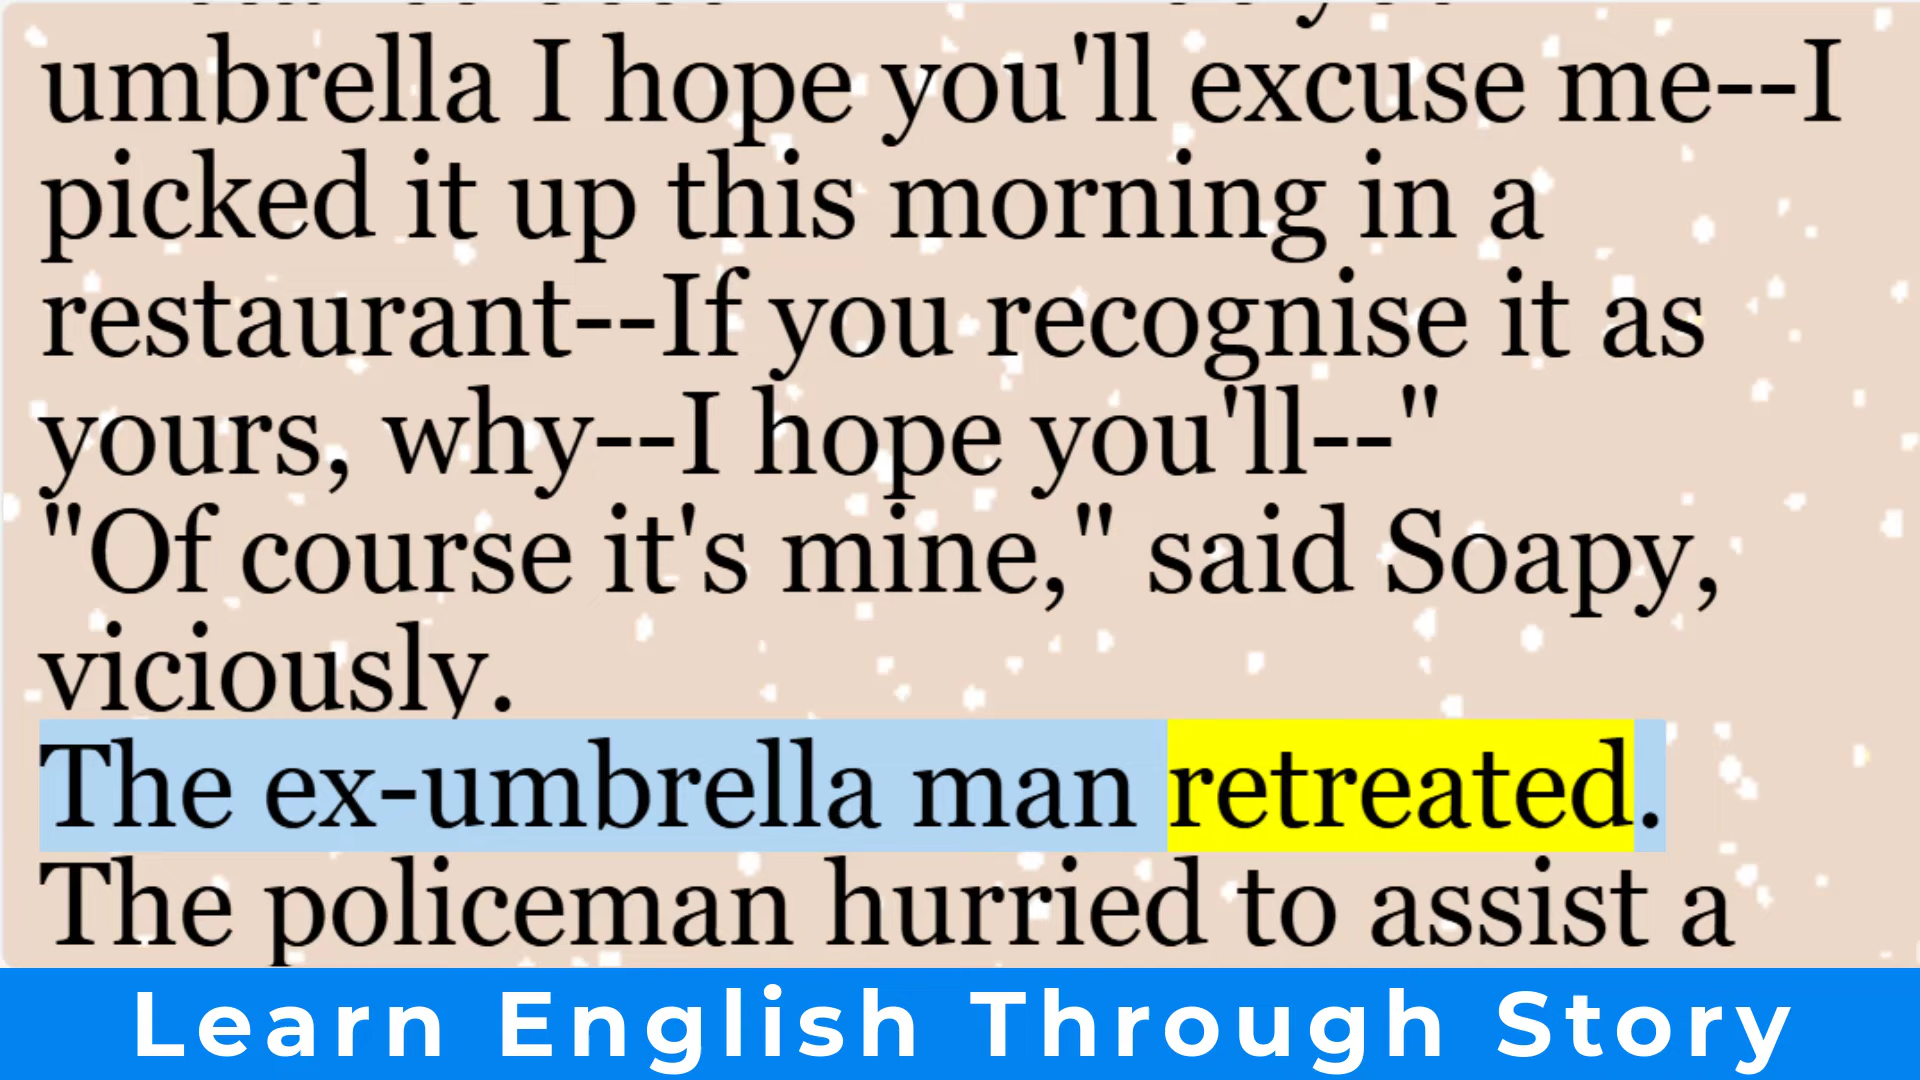 umbrella I hope you'll excuse me--I
picked it up this morning in a
restaurant--If you recognise it as
yours, why--I hope you'll--"
"Of course it's mine," said Soapy,
viciously.
The ex-umbrella man retreated.
The policeman hurried to assist a
Learn English Through Story